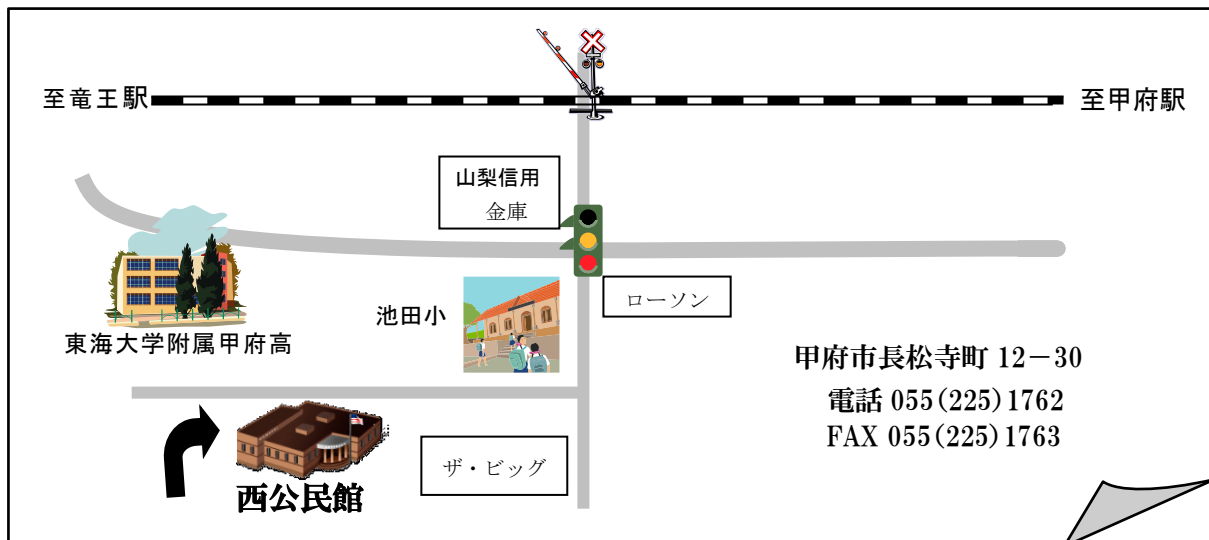 至竜王駅
至甲府駅
山梨信用
金庫
ローソン
池田小
東海大学附属甲府高
甲府市長松寺町 12－30
電話 055(225)1762
FAX 055(225)1763
ザ・ビッグ
西公民館